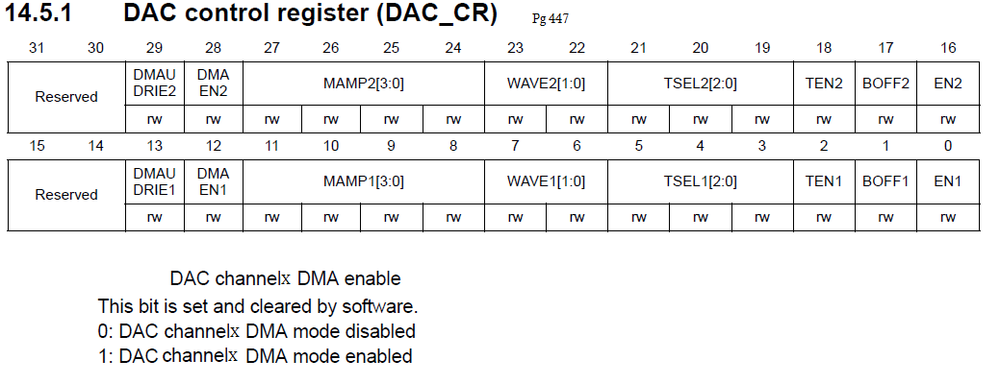 14.5.1 DAC control register (DAC_CR) Pg 447
31 30 29 28 27 26 25 24 23 22 21 20 19 18 17 16
Reserved DMAU DRIE2 DMA EN2 MAMP2[3:0] WAVE2[1:0] TSEL2[2:0] TEN2 BOFF2 EN2
rw rw rw rw rw rw rw rw rw rw rw rw rw rw
15 14 13 12 11 10 9 8 7 6 5 4 3 2 1 0
Reserved DMAU DRIE1 DMA EN1 MAMP1[3:0] WAVE1[1:0] TSEL1[2:0] TEN1 BOFF1 EN1
rw rw rw rw rw rw rw rw rw rw rw rw rw rw
DAC channelx DMA enable
This bit is set and cleared by software.
0: DAC channelx DMA mode disabled
1: DAC channelx DMA mode enabled